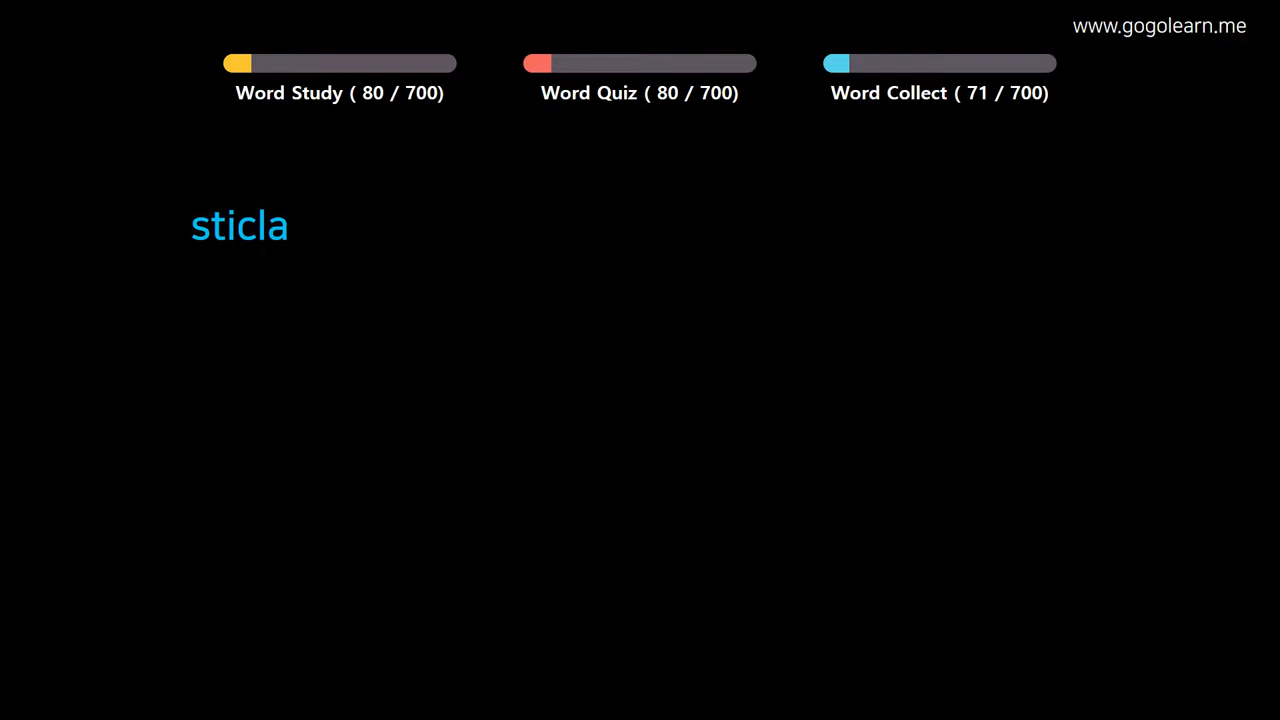 www.gogolearn.me
Word Study ( 80 / 700)
Word Quiz ( 80 / 700)
Word Collect ( 71 / 700)
sticla